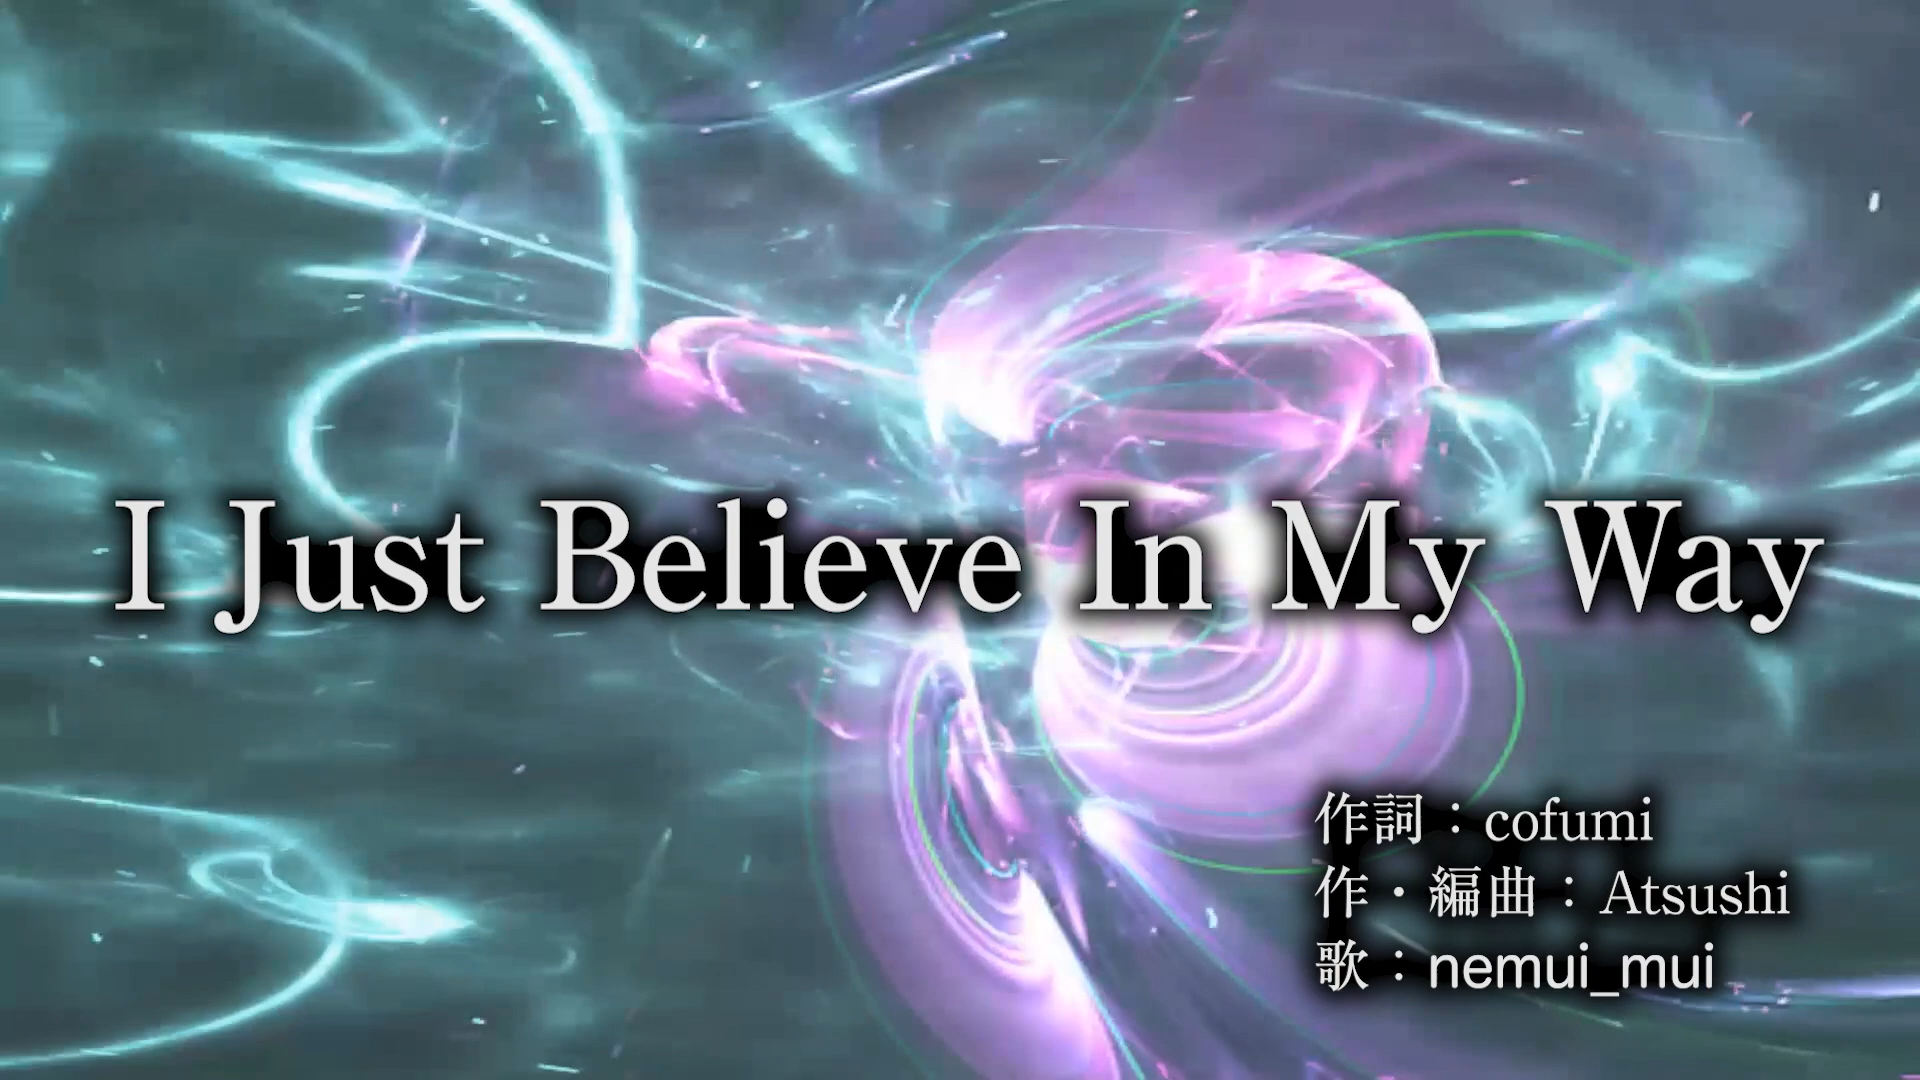 I Just Believe In My Way
作詞：cofumi
作・編曲：Atsushi
歌：nemui_mui